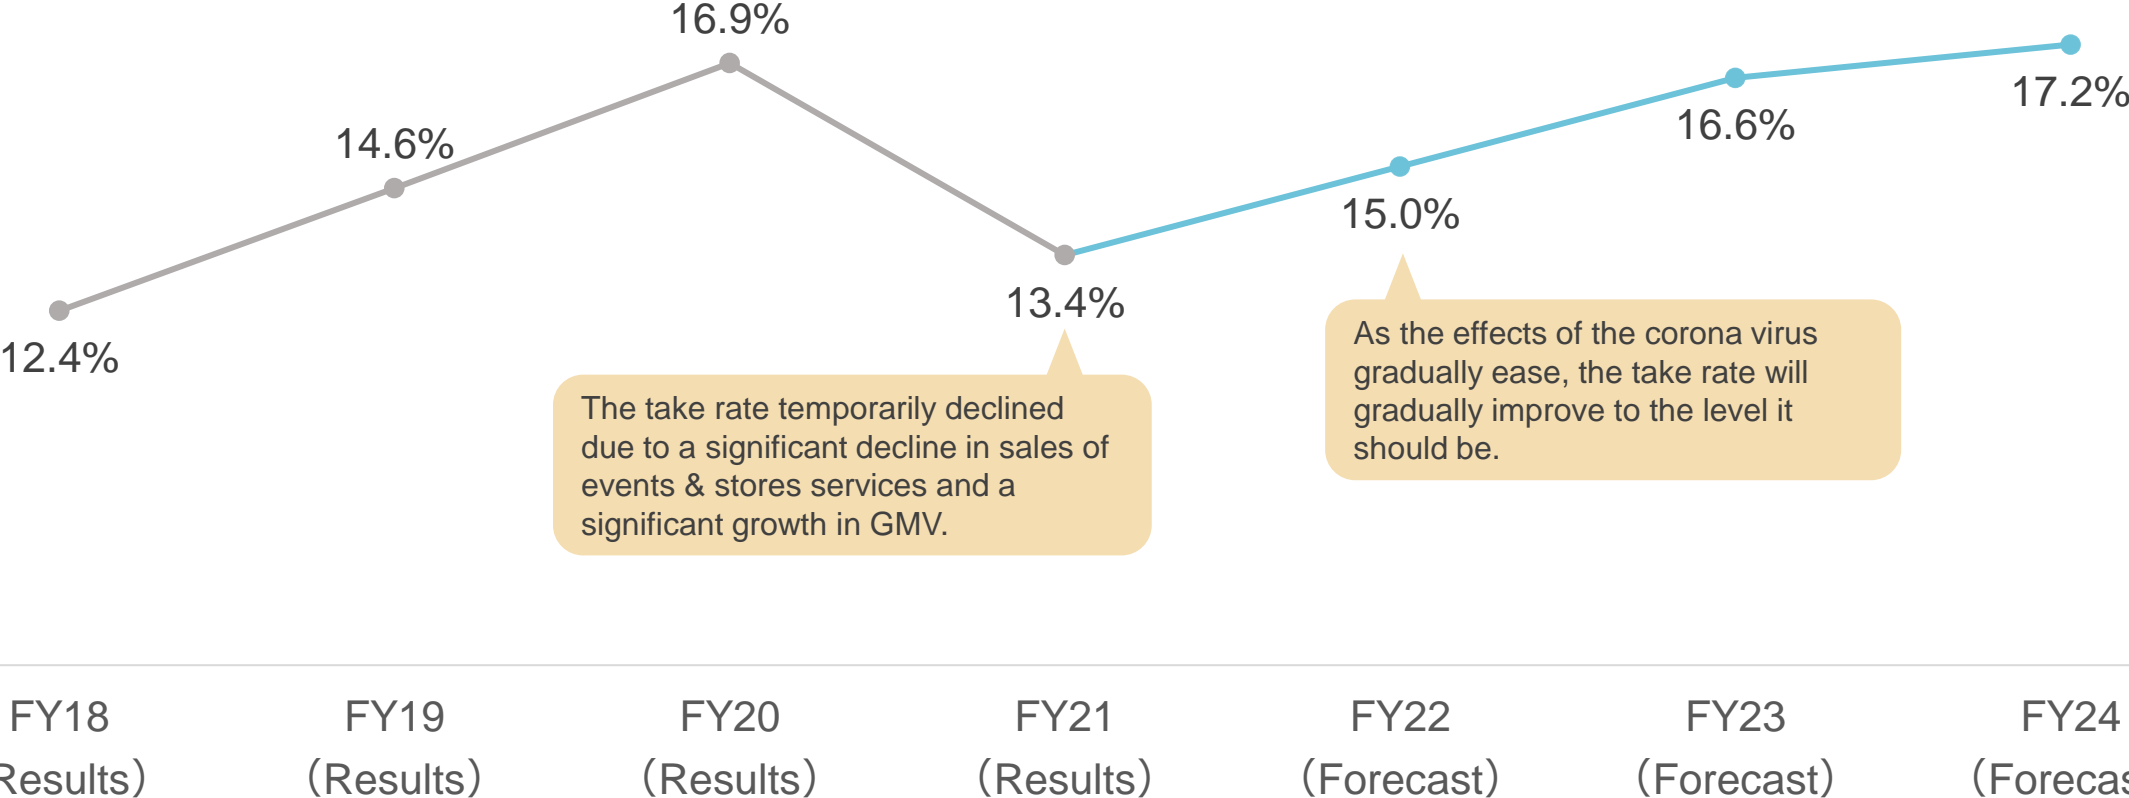 16.9%
14.6%
17.2%
16.6%
15.0%
13.4%
12.4%
As the effects of the corona virus
gradually ease, the take rate will
gradually improve to the level it
should be.
The take rate temporarily declined
due to a significant decline in sales of
events & stores services and a
significant growth in GMV.
FY18 FY19 FY20 FY21 FY22 FY23 FY24
Results） （Results） （Results） （Results） （Forecast） （Forecast） （Forecas